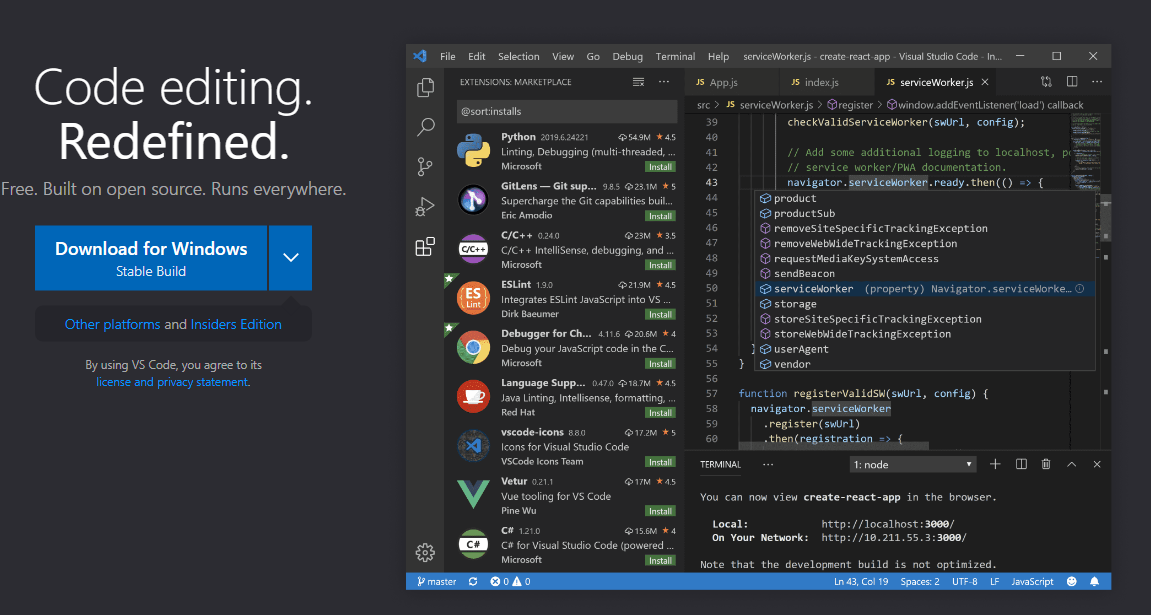 Code editing.
Redefined.
Free. Built on open source. Runs everywhere.
Download for Windows
Stable Build
Other platforms and Insiders Edition
By using VS Code, you agree to its
license and privacy statement.
File Edit Selection View Go Debug Terminal Help serviceWorker.js - create-react-app - Visual Studio Code - In...
EXTENSIONS: MARKETPLACE
@sort:installs
Python 2019.6.24221 54.9M 4.5
Linting, Debugging (multi-threaded, ...
Microsoft Install
GitLens — Git sup... 9.8.5 23.1M 5
Supercharge the Git capabilities buil...
Eric Amodio Install
C/C++
C/C++ 0.24.0 23M 3.5
C/C++ IntelliSense, debugging, and ...
Microsoft Install
ES
Lint
ESLint 1.9.0 21.9M 4.5
Integrates ESLint JavaScript into VS ...
Dirk Baeumer Install
Debugger for Ch... 4.11.6 20.6M 4
Debug your JavaScript code in the C...
Microsoft Install
Language Supp... 0.47.0 18.7M 4.5
Java Linting, Intellisense, formatting, ...
Red Hat Install
vscode-icons 8.8.0 17.2M 5
Icons for Visual Studio Code
VSCode Icons Team Install
Vetur 0.21.1 17M 4.5
Vue tooling for VS Code
Pine Wu Install
C#
C# 1.21.0 15.6M 4
C# for Visual Studio Code (powered ...
Microsoft Install
JS App.js JS index.js JS serviceWorker.js
src > JS serviceWorker.js > register > window.addEventListener('load') callback
39 checkValidServiceWorker(swUrl, config);
40
41 // Add some additional logging to localhost, po
42 // service worker/PWA documentation.
43 navigator.serviceWorker.ready.then(() => {
44 product
45 productSub
46 removeSiteSpecificTrackingException
47 removeWebWideTrackingException
48 requestMediaKeySystemAccess
49 sendBeacon
50 serviceWorker (property) Navigator.serviceWorke...
51 storage
52 storeSiteSpecificTrackingException
53 storeWebWideTrackingException
54 } userAgent
55 } vendor
56
57 function registerValidSW(swUrl, config) {
58 navigator.serviceWorker
59 .register(swUrl)
60 .then(registration => {
TERMINAL ... 1: node
You can now view create-react-app in the browser.
Local: http://localhost:3000/
On Your Network: http://10.211.55.3:3000/
Note that the development build is not optimized.
master 0 0 Ln 43, Col 19 Spaces: 2 UTF-8 LF JavaScript